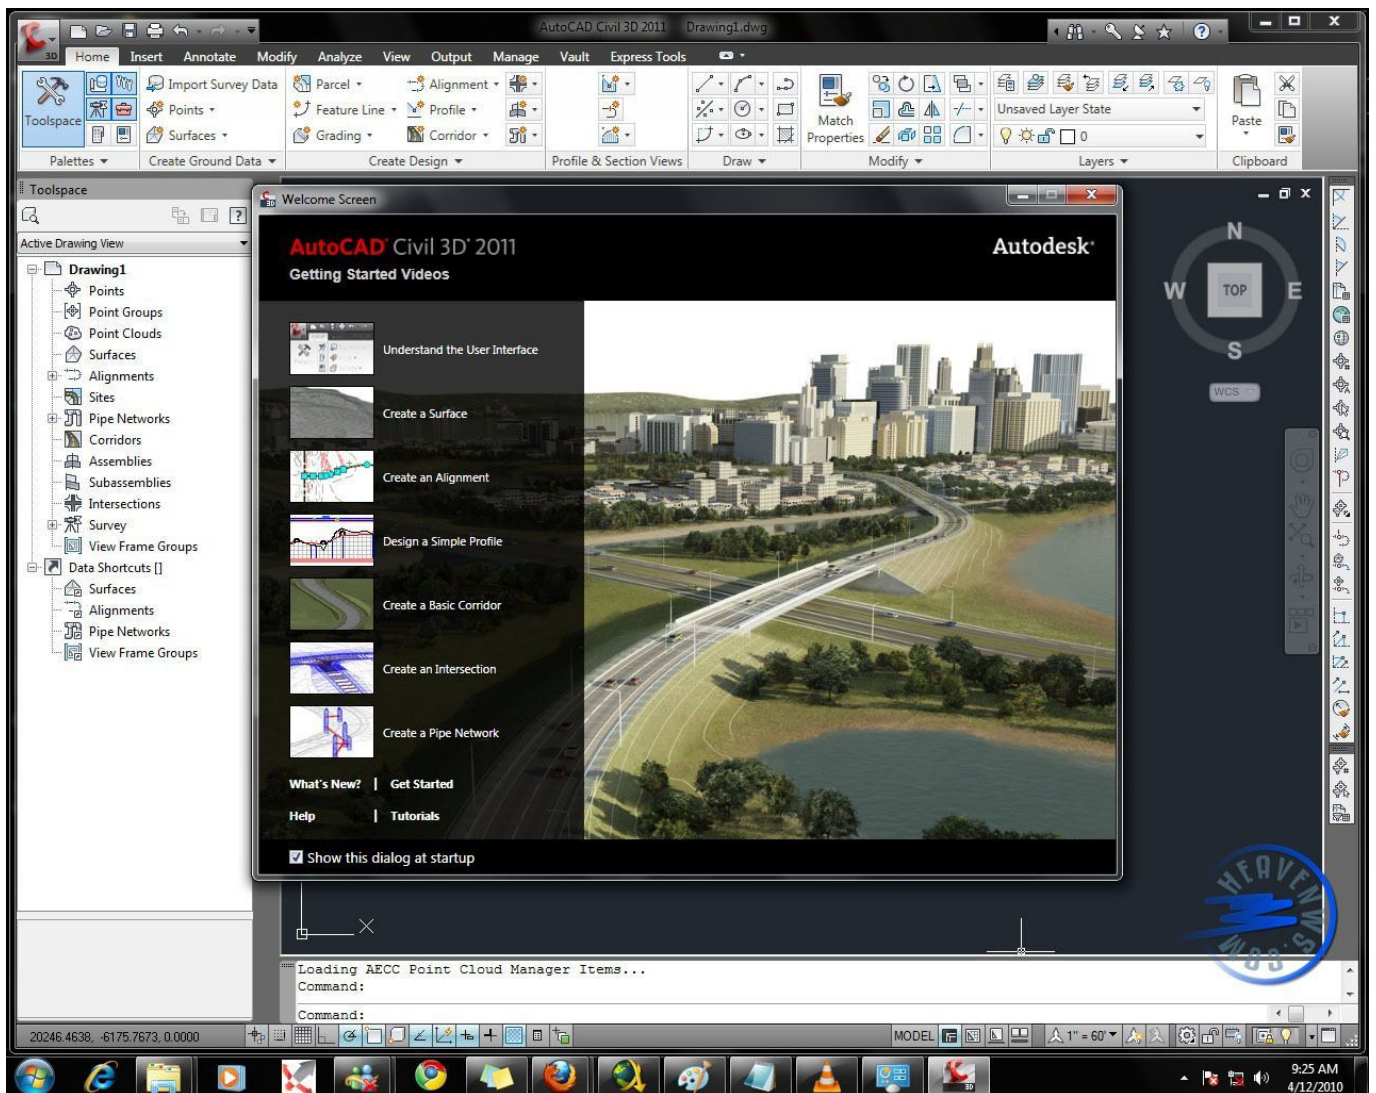 AutoCAD Civil 3D 2011 Drawing1.dwg
3D Home Insert Annotate Modify Analyze View Output Manage Vault Express Tools
Toolspace
Import Survey Data
Points
Surfaces
Parcel
Feature Line
Grading
Alignment
Profile
Corridor
Match Properties
Unsaved Layer State
0
Paste
Palettes Create Ground Data Create Design Profile & Section Views Draw Modify Layers Clipboard
Toolspace
Active Drawing View
Drawing1
Points
Point Groups
Point Clouds
Surfaces
Alignments
Sites
Pipe Networks
Corridors
Assemblies
Subassemblies
Intersections
Survey
View Frame Groups
Data Shortcuts []
Surfaces
Alignments
Pipe Networks
View Frame Groups
Welcome Screen
AutoCAD Civil 3D 2011
Autodesk
Getting Started Videos
Understand the User Interface
Create a Surface
Create an Alignment
Design a Simple Profile
Create a Basic Corridor
Create an Intersection
Create a Pipe Network
What's New? | Get Started
Help | Tutorials
Show this dialog at startup
N
W TOP E
S
WCS
X
HEAVENWS.COM
Loading AECC Point Cloud Manager Items...
Command:
Command:
20246.4638, -6175.7673, 0.0000
MODEL
1" = 60'
9:25 AM
4/12/2010